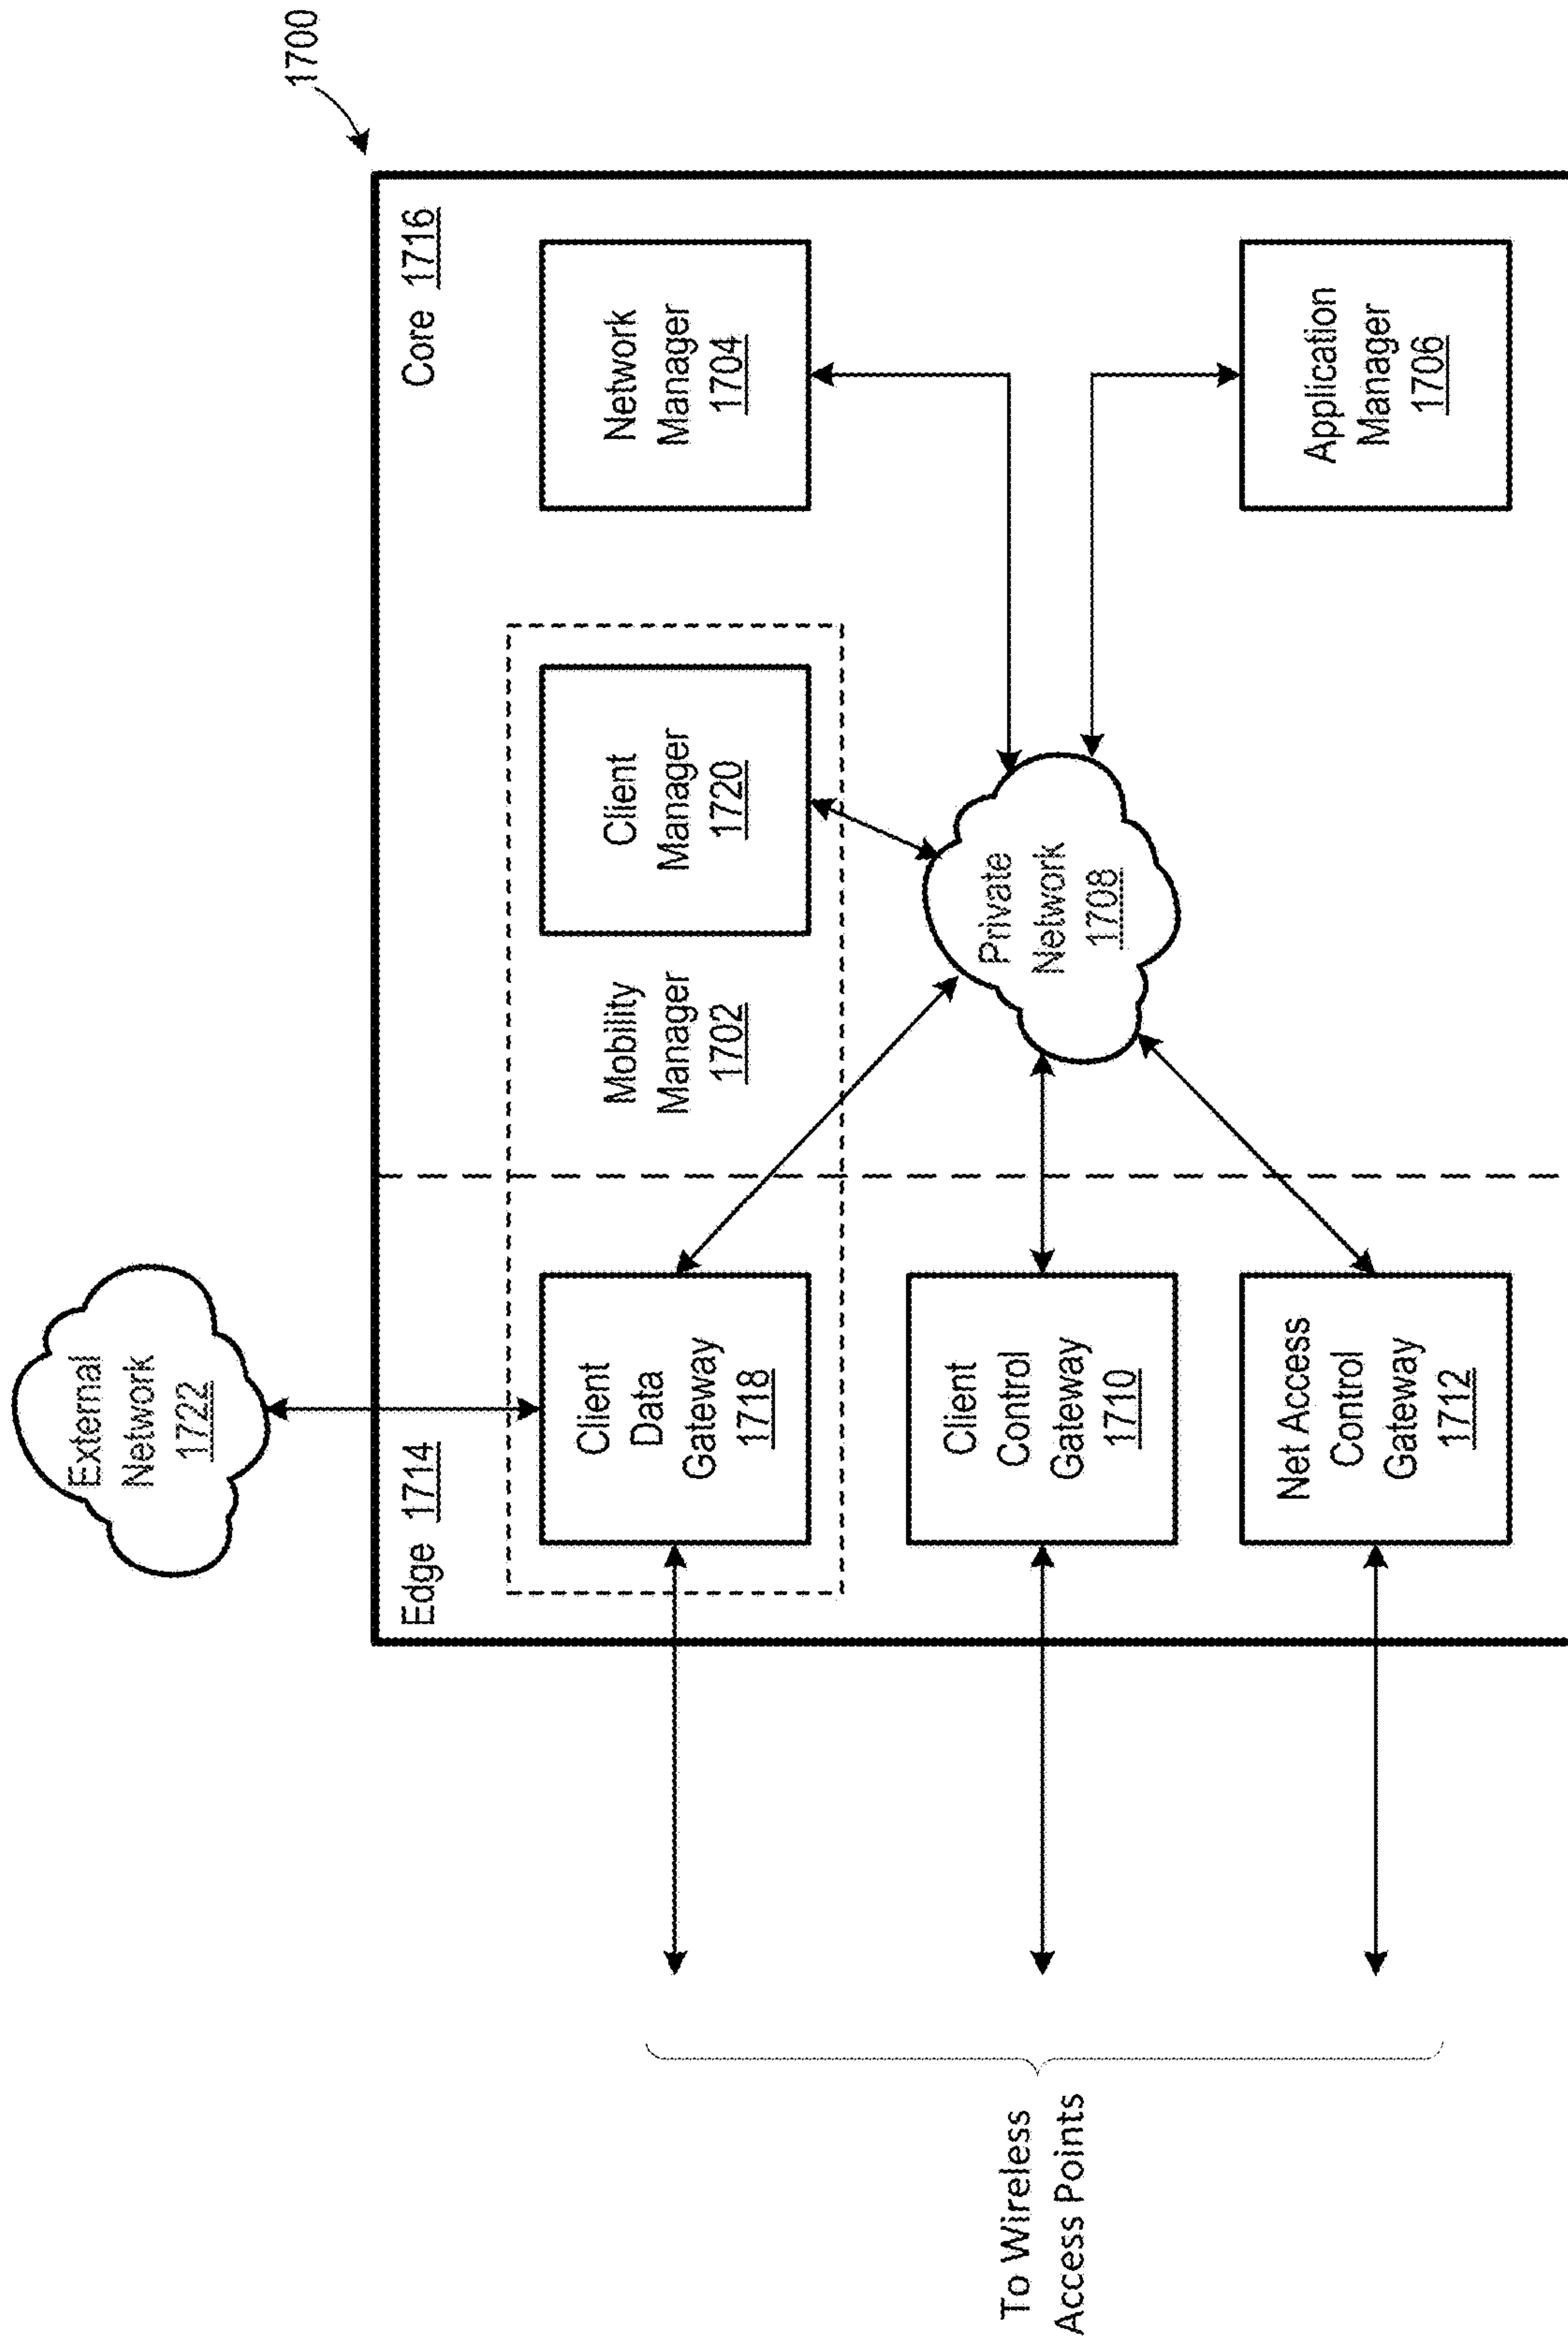 1700
External
Network
1722
Edge 1714
Core 1716
Client
Data
Gateway
1718
Mobility
Manager
1702
Client
Manager
1720
Network
Manager
1704
To Wireless
Access Points
Client
Control
Gateway
1710
Private
Network
1708
Net Access
Control
Gateway
1712
Application
Manager
1706